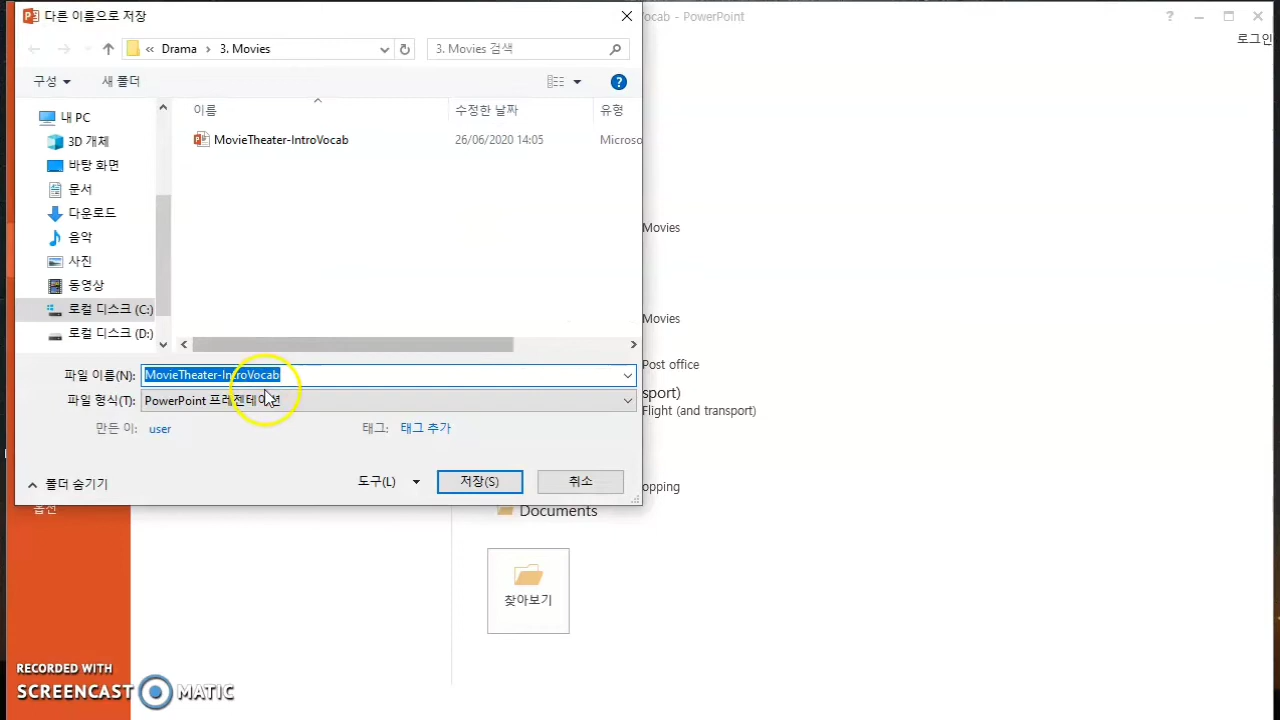 다른 이름으로 저장
ocab - PowerPoint
로그인
Drama
3. Movies
3. Movies 검색
구성
새 폴더
이름
수정한 날짜
유형
내 PC
3D 개체
바탕 화면
문서
다운로드
음악
사진
동영상
로컬 디스크 (C:)
로컬 디스크 (D:)
MovieTheater-IntroVocab
26/06/2020 14:05
Microso
파일 이름(N):
MovieTheater-IntroVocab
파일 형식(T):
PowerPoint 프레젠테이션
만든 이:
user
태그:
태그 추가
폴더 숨기기
도구(L)
저장(S)
취소
Movies
Movies
Post office
sport)
Flight (and transport)
opping
옵션
Documents
찾아보기
RECORDED WITH
SCREENCAST MATIC